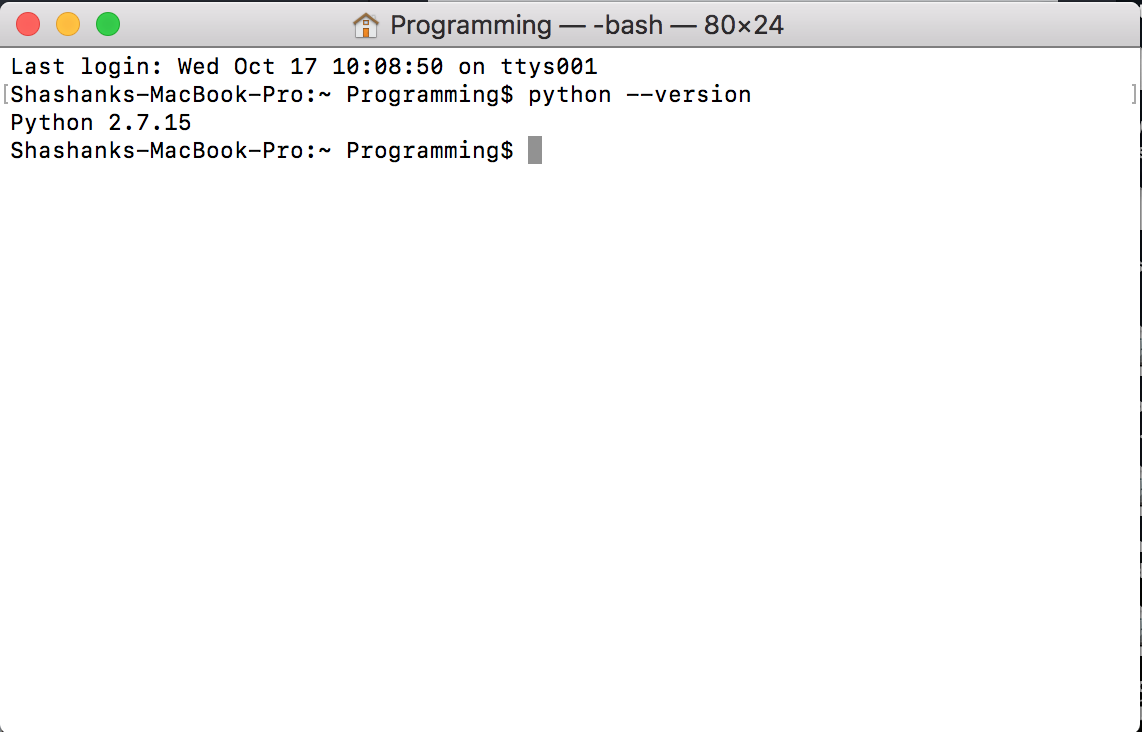 Programming — -bash — 80×24
Last login: Wed Oct 17 10:08:50 on ttys001
[Shashanks-MacBook-Pro:~ Programming$ python --version]
Python 2.7.15
Shashanks-MacBook-Pro:~ Programming$